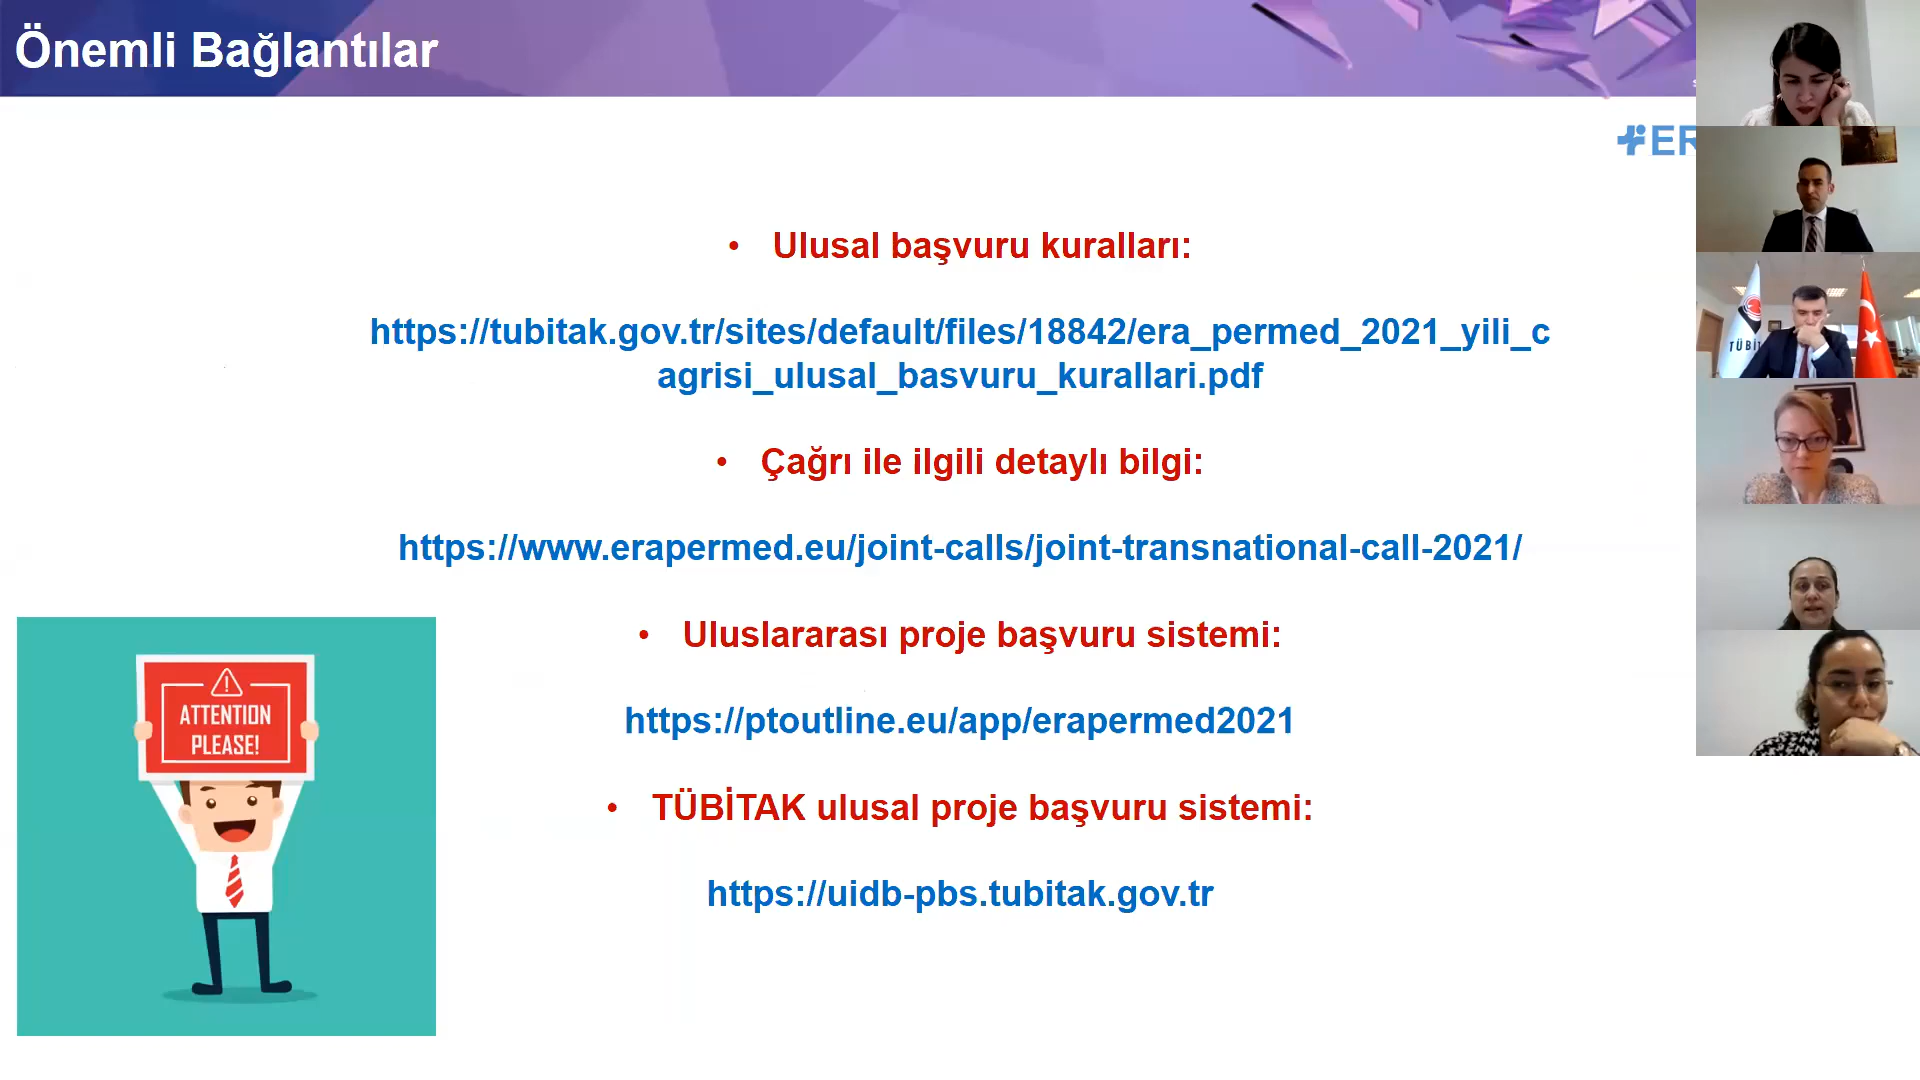 Önemli Bağlantılar
ER
• Ulusal başvuru kuralları:
https://tubitak.gov.tr/sites/default/files/18842/era_permed_2021_yili_c
agrisi_ulusal_basvuru_kurallari.pdf
• Çağrı ile ilgili detaylı bilgi:
https://www.erapermed.eu/joint-calls/joint-transnational-call-2021/
• Uluslararası proje başvuru sistemi:
https://ptoutline.eu/app/erapermed2021
• TÜBİTAK ulusal proje başvuru sistemi:
https://uidb-pbs.tubitak.gov.tr
ATTENTION
PLEASE!